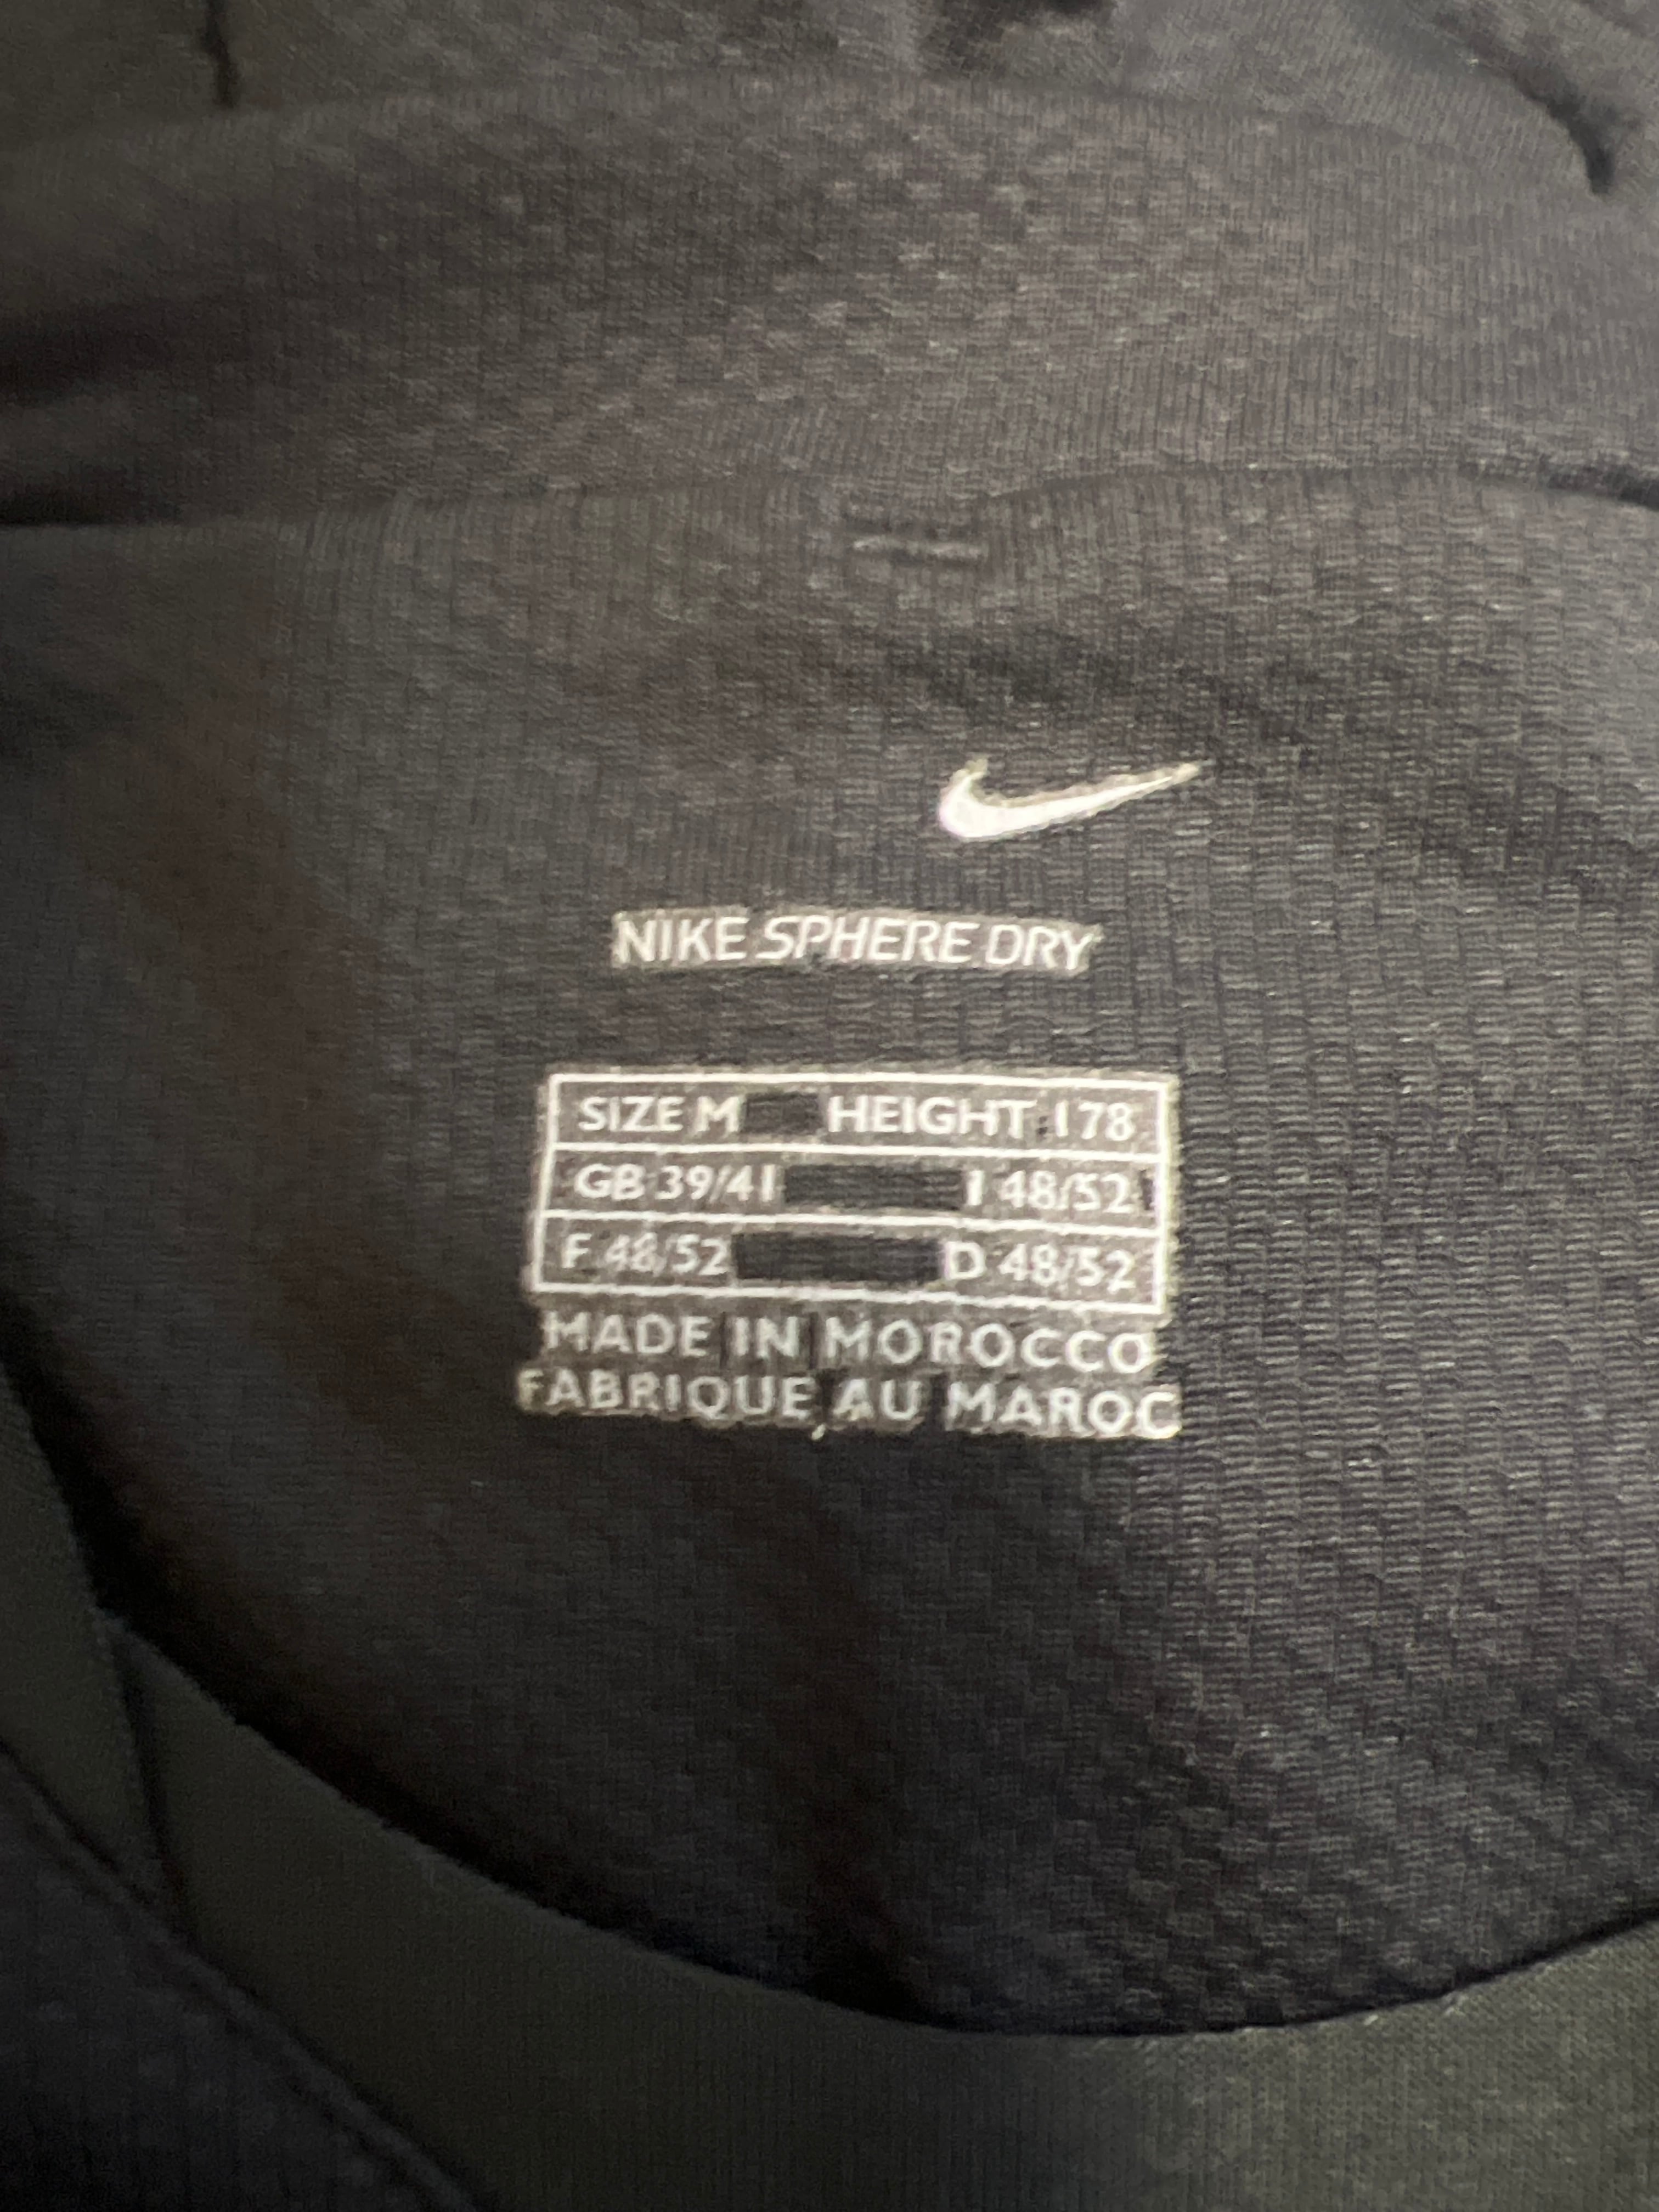 NIKE SPHERE DRY
SIZE M HEIGHT 178
GB 39/41 I 48/52
F 48/52 D 48/52
MADE IN MOROCCO
FABRIQUE AU MAROC